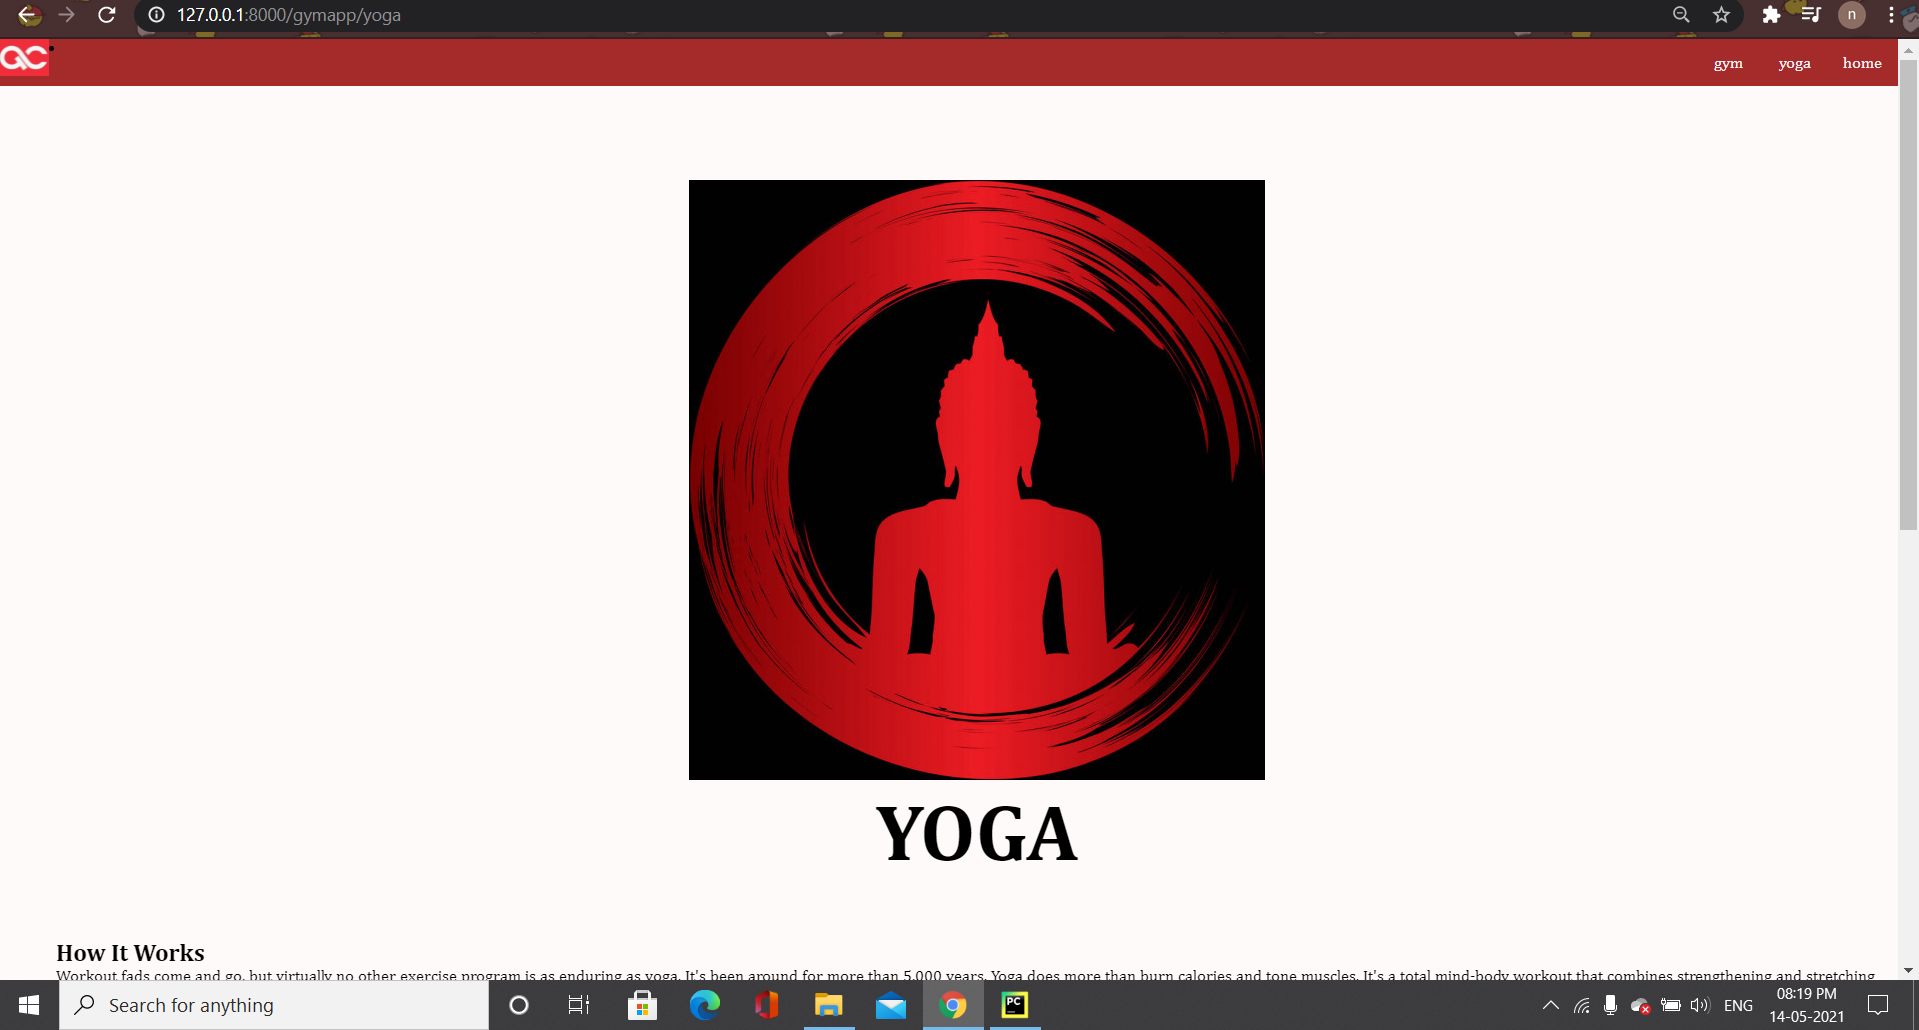 127.0.0.1:8000/gymapp/yoga
n
QC
gym yoga home
YOGA
How It Works
Workout fads come and go, but virtually no other exercise program is as enduring as yoga. It's been around for more than 5,000 years. Yoga does more than burn calories and tone muscles. It's a total mind-body workout that combines strengthening and stretching
Search for anything
PC
ENG
08:19 PM
14-05-2021